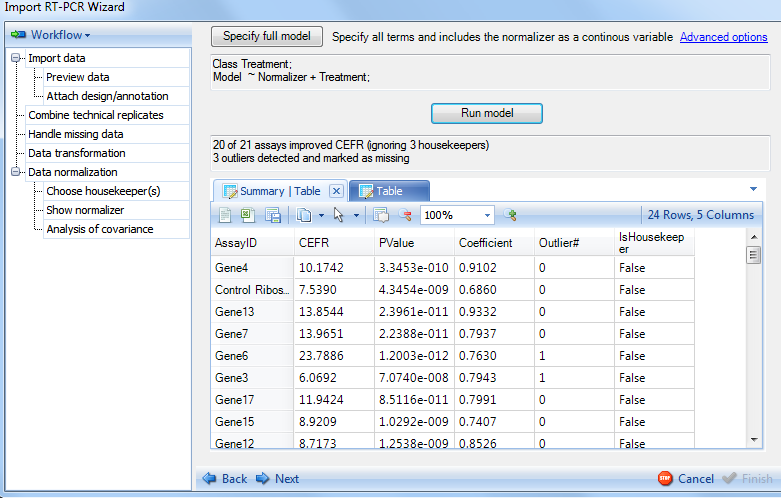 Import RT-PCR Wizard
Workflow
Import data
Preview data
Attach design/annotation
Combine technical replicates
Handle missing data
Data transformation
Data normalization
Choose housekeeper(s)
Show normalizer
Analysis of covariance
Specify full model Specify all terms and includes the normalizer as a continous variable Advanced options
Class Treatment;
Model ~ Normalizer + Treatment;
Run model
20 of 21 assays improved CEFR (ignoring 3 housekeepers)
3 outliers detected and marked as missing
Summary | Table Table
100% 24 Rows, 5 Columns
AssayID CEFR PValue Coefficient Outlier# IsHousekeep
er
Gene4 10.1742 3.3453e-010 0.9102 0 False
Control Ribos... 7.5390 4.3454e-009 0.6860 0 False
Gene13 13.8544 2.3961e-011 0.9332 0 False
Gene7 13.9651 2.2388e-011 0.7937 0 False
Gene6 23.7886 1.2003e-012 0.7630 1 False
Gene3 6.0692 7.0740e-008 0.7943 1 False
Gene17 11.9424 8.5116e-011 0.7991 0 False
Gene15 8.9209 1.0292e-009 0.7407 0 False
Gene12 8.7173 1.2538e-009 0.8526 0 False
Back Next STOP Cancel Finish